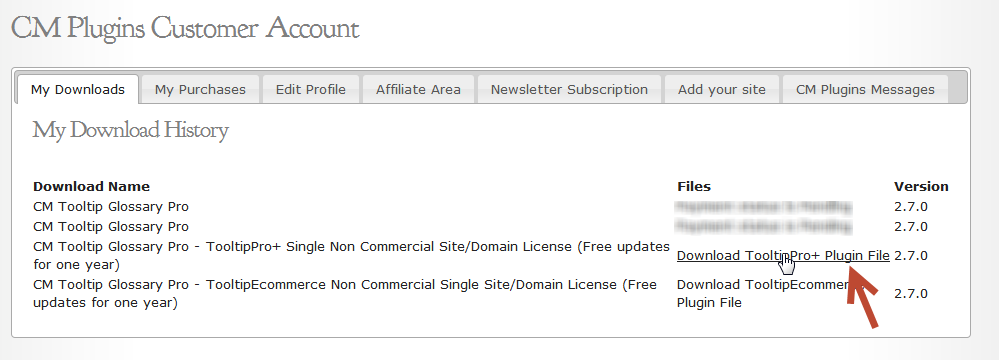 CM Plugins Customer Account
My Downloads My Purchases Edit Profile Affiliate Area Newsletter Subscription Add your site CM Plugins Messages
My Download History
Download Name Files Version
CM Tooltip Glossary Pro 2.7.0
CM Tooltip Glossary Pro 2.7.0
CM Tooltip Glossary Pro - TooltipPro+ Single Non Commercial Site/Domain License (Free updates
for one year)
Download TooltipPro+ Plugin File 2.7.0
CM Tooltip Glossary Pro - TooltipEcommerce Non Commercial Single Site/Domain License (Free
updates for one year)
Download TooltipEcommerce
Plugin File
2.7.0